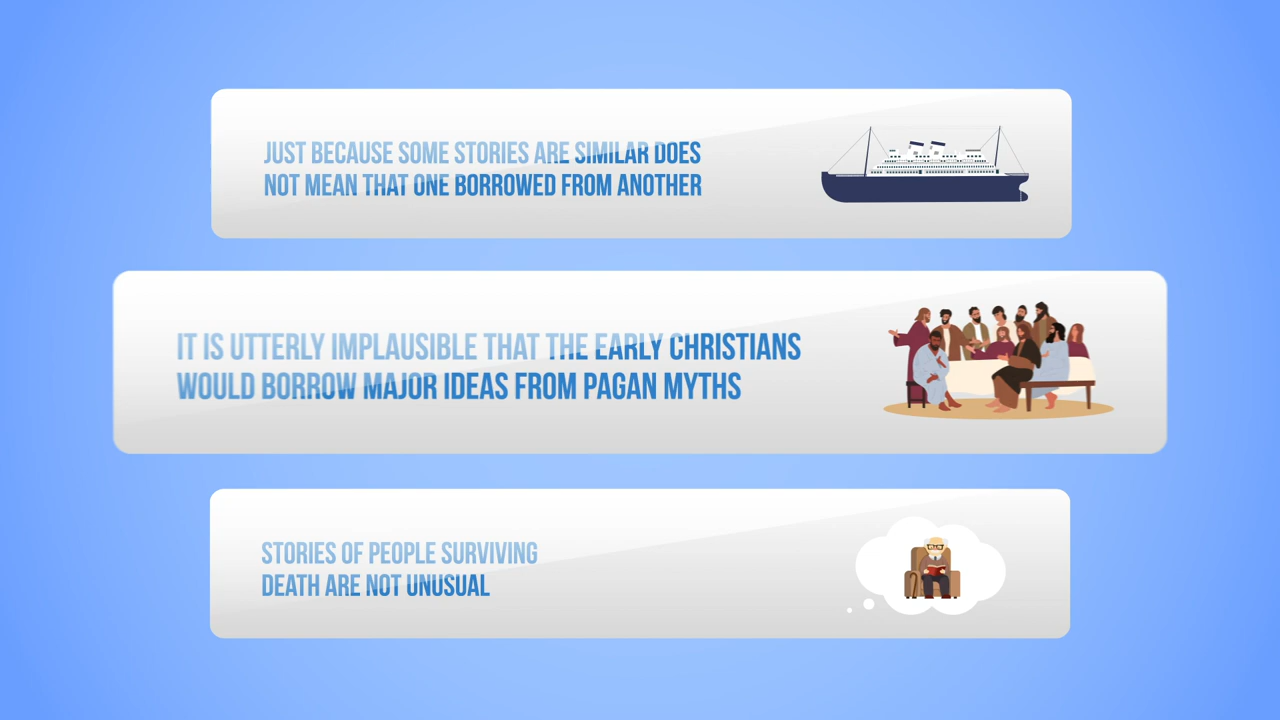 JUST BECAUSE SOME STORIES ARE SIMILAR DOES
NOT MEAN THAT ONE BORROWED FROM ANOTHER
IT IS UTTERLY IMPLAUSIBLE THAT THE EARLY CHRISTIANS
WOULD BORROW MAJOR IDEAS FROM PAGAN MYTHS
STORIES OF PEOPLE SURVIVING
DEATH ARE NOT UNUSUAL